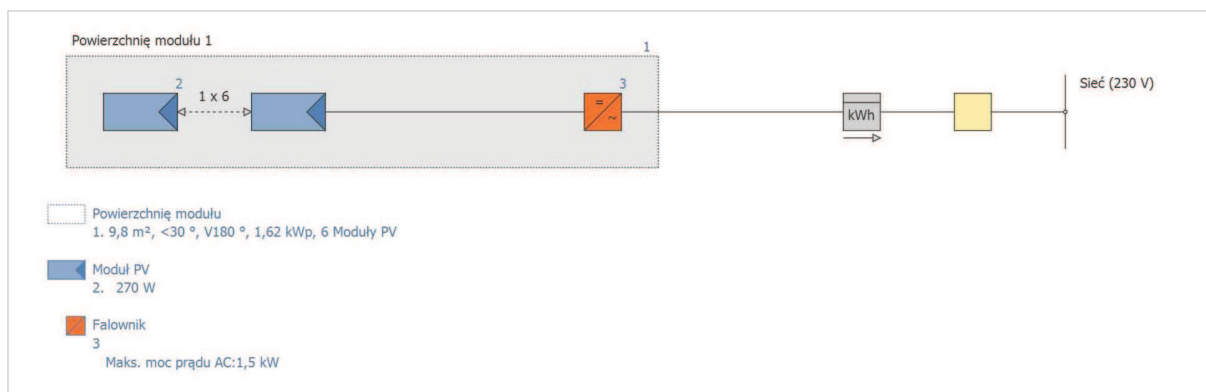 Powierzchnię modułu 1
1
2
1 x 6
3
=
~
kWh
Sieć (230 V)
Powierzchnię modułu
1. 9,8 m², <30 °, V180 °, 1,62 kWp, 6 Moduły PV
Moduł PV
2. 270 W
Falownik
3
Maks. moc prądu AC:1,5 kW